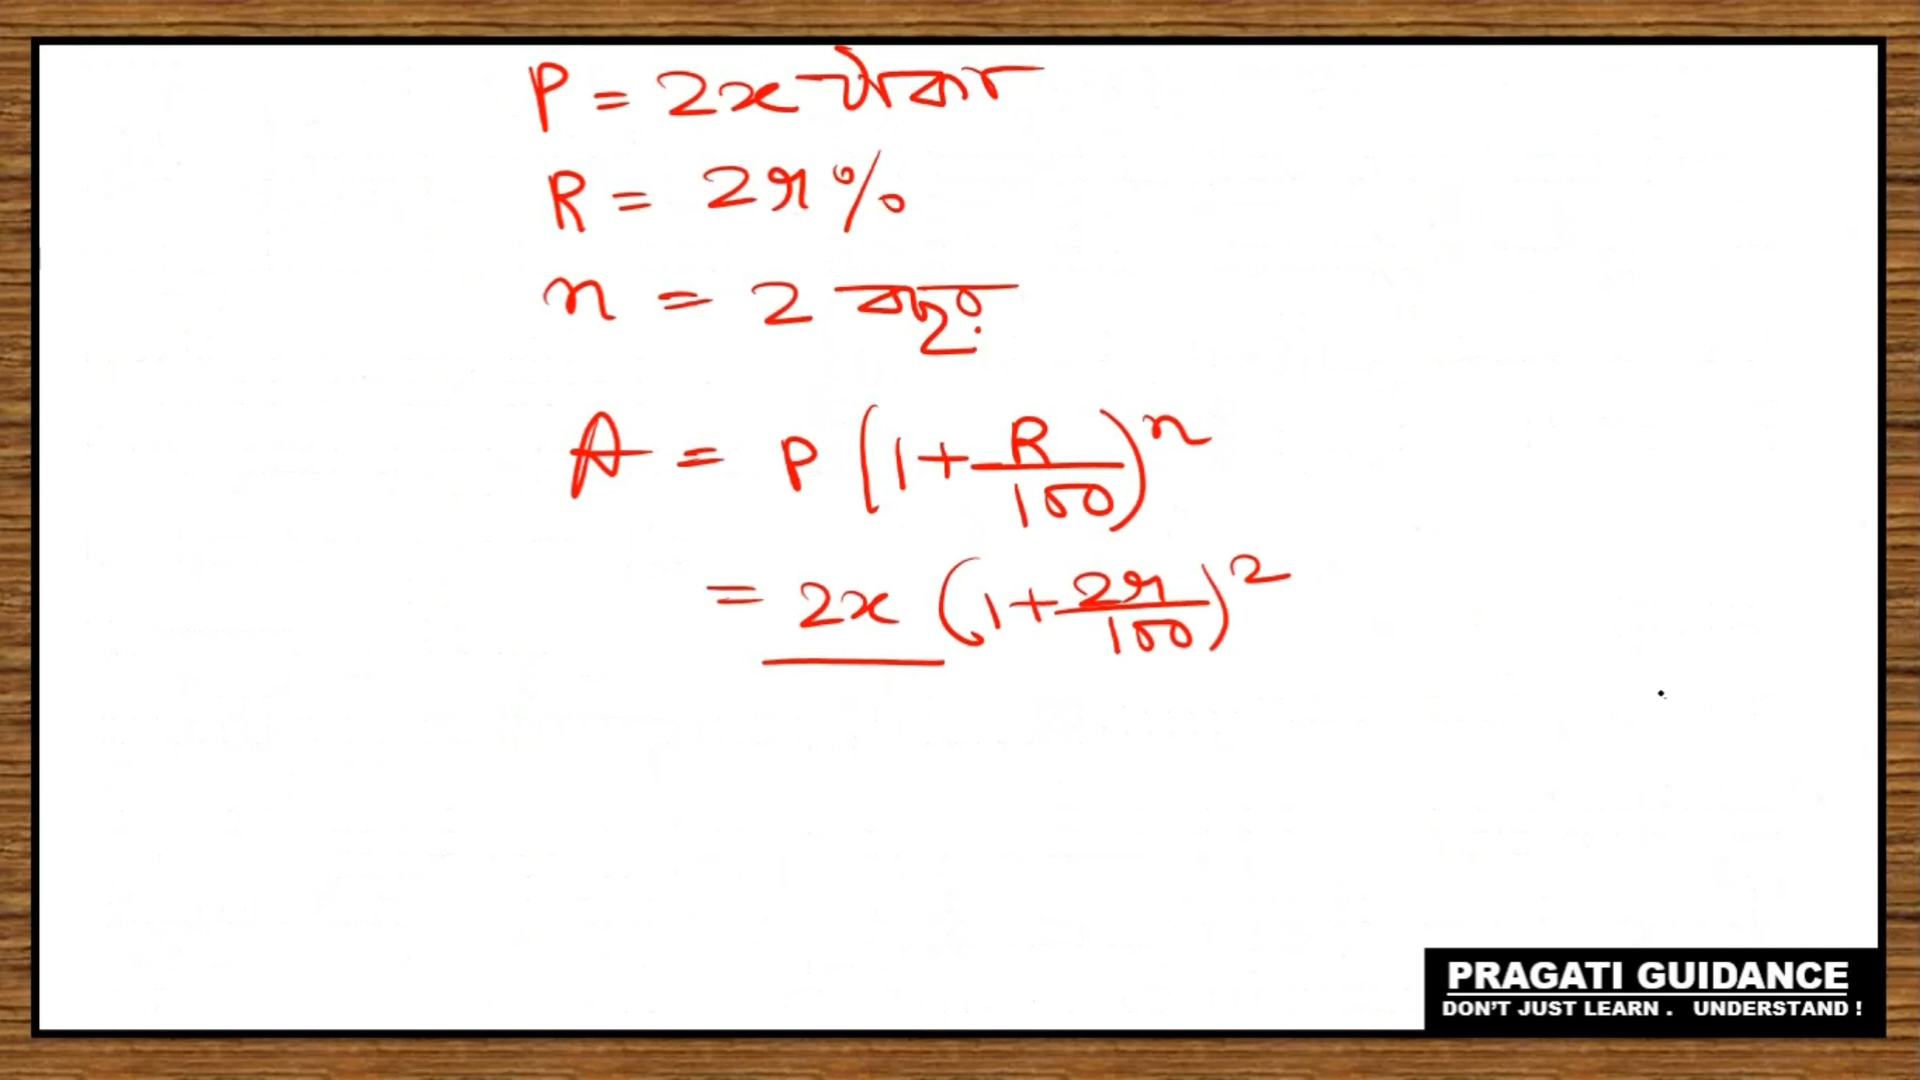 P = 2x টাকা
R = 2r%
n = 2 বছর
A = P (1 + R/100)^n
= 2x (1 + 2r/100)^2
PRAGATI GUIDANCE
DON'T JUST LEARN . UNDERSTAND !